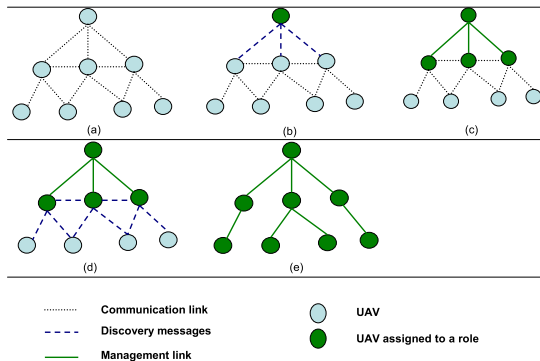 (a)
(b)
(c)
(d)
(e)
Communication link
Discovery messages
Management link
UAV
UAV assigned to a role